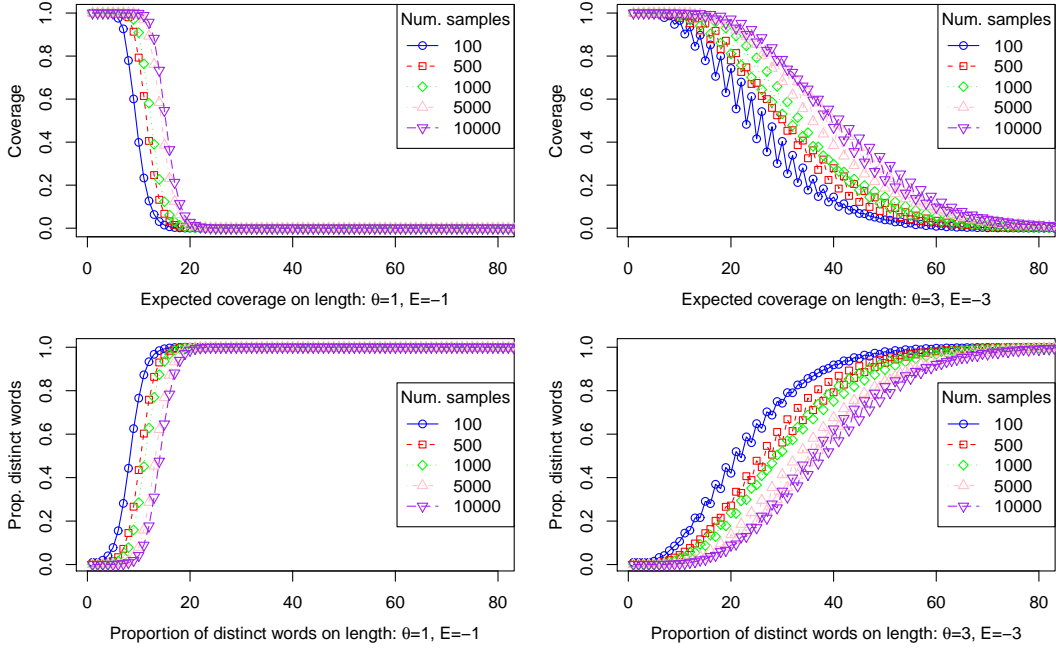 Coverage
0.0 0.2 0.4 0.6 0.8 1.0
Num. samples
100
500
1000
5000
10000
0 20 40 60 80
Expected coverage on length: θ=1, E=−1
Coverage
0.0 0.2 0.4 0.6 0.8 1.0
Num. samples
100
500
1000
5000
10000
0 20 40 60 80
Expected coverage on length: θ=3, E=−3
Prop. distinct words
0.0 0.2 0.4 0.6 0.8 1.0
Num. samples
100
500
1000
5000
10000
0 20 40 60 80
Proportion of distinct words on length: θ=1, E=−1
Prop. distinct words
0.0 0.2 0.4 0.6 0.8 1.0
Num. samples
100
500
1000
5000
10000
0 20 40 60 80
Proportion of distinct words on length: θ=3, E=−3